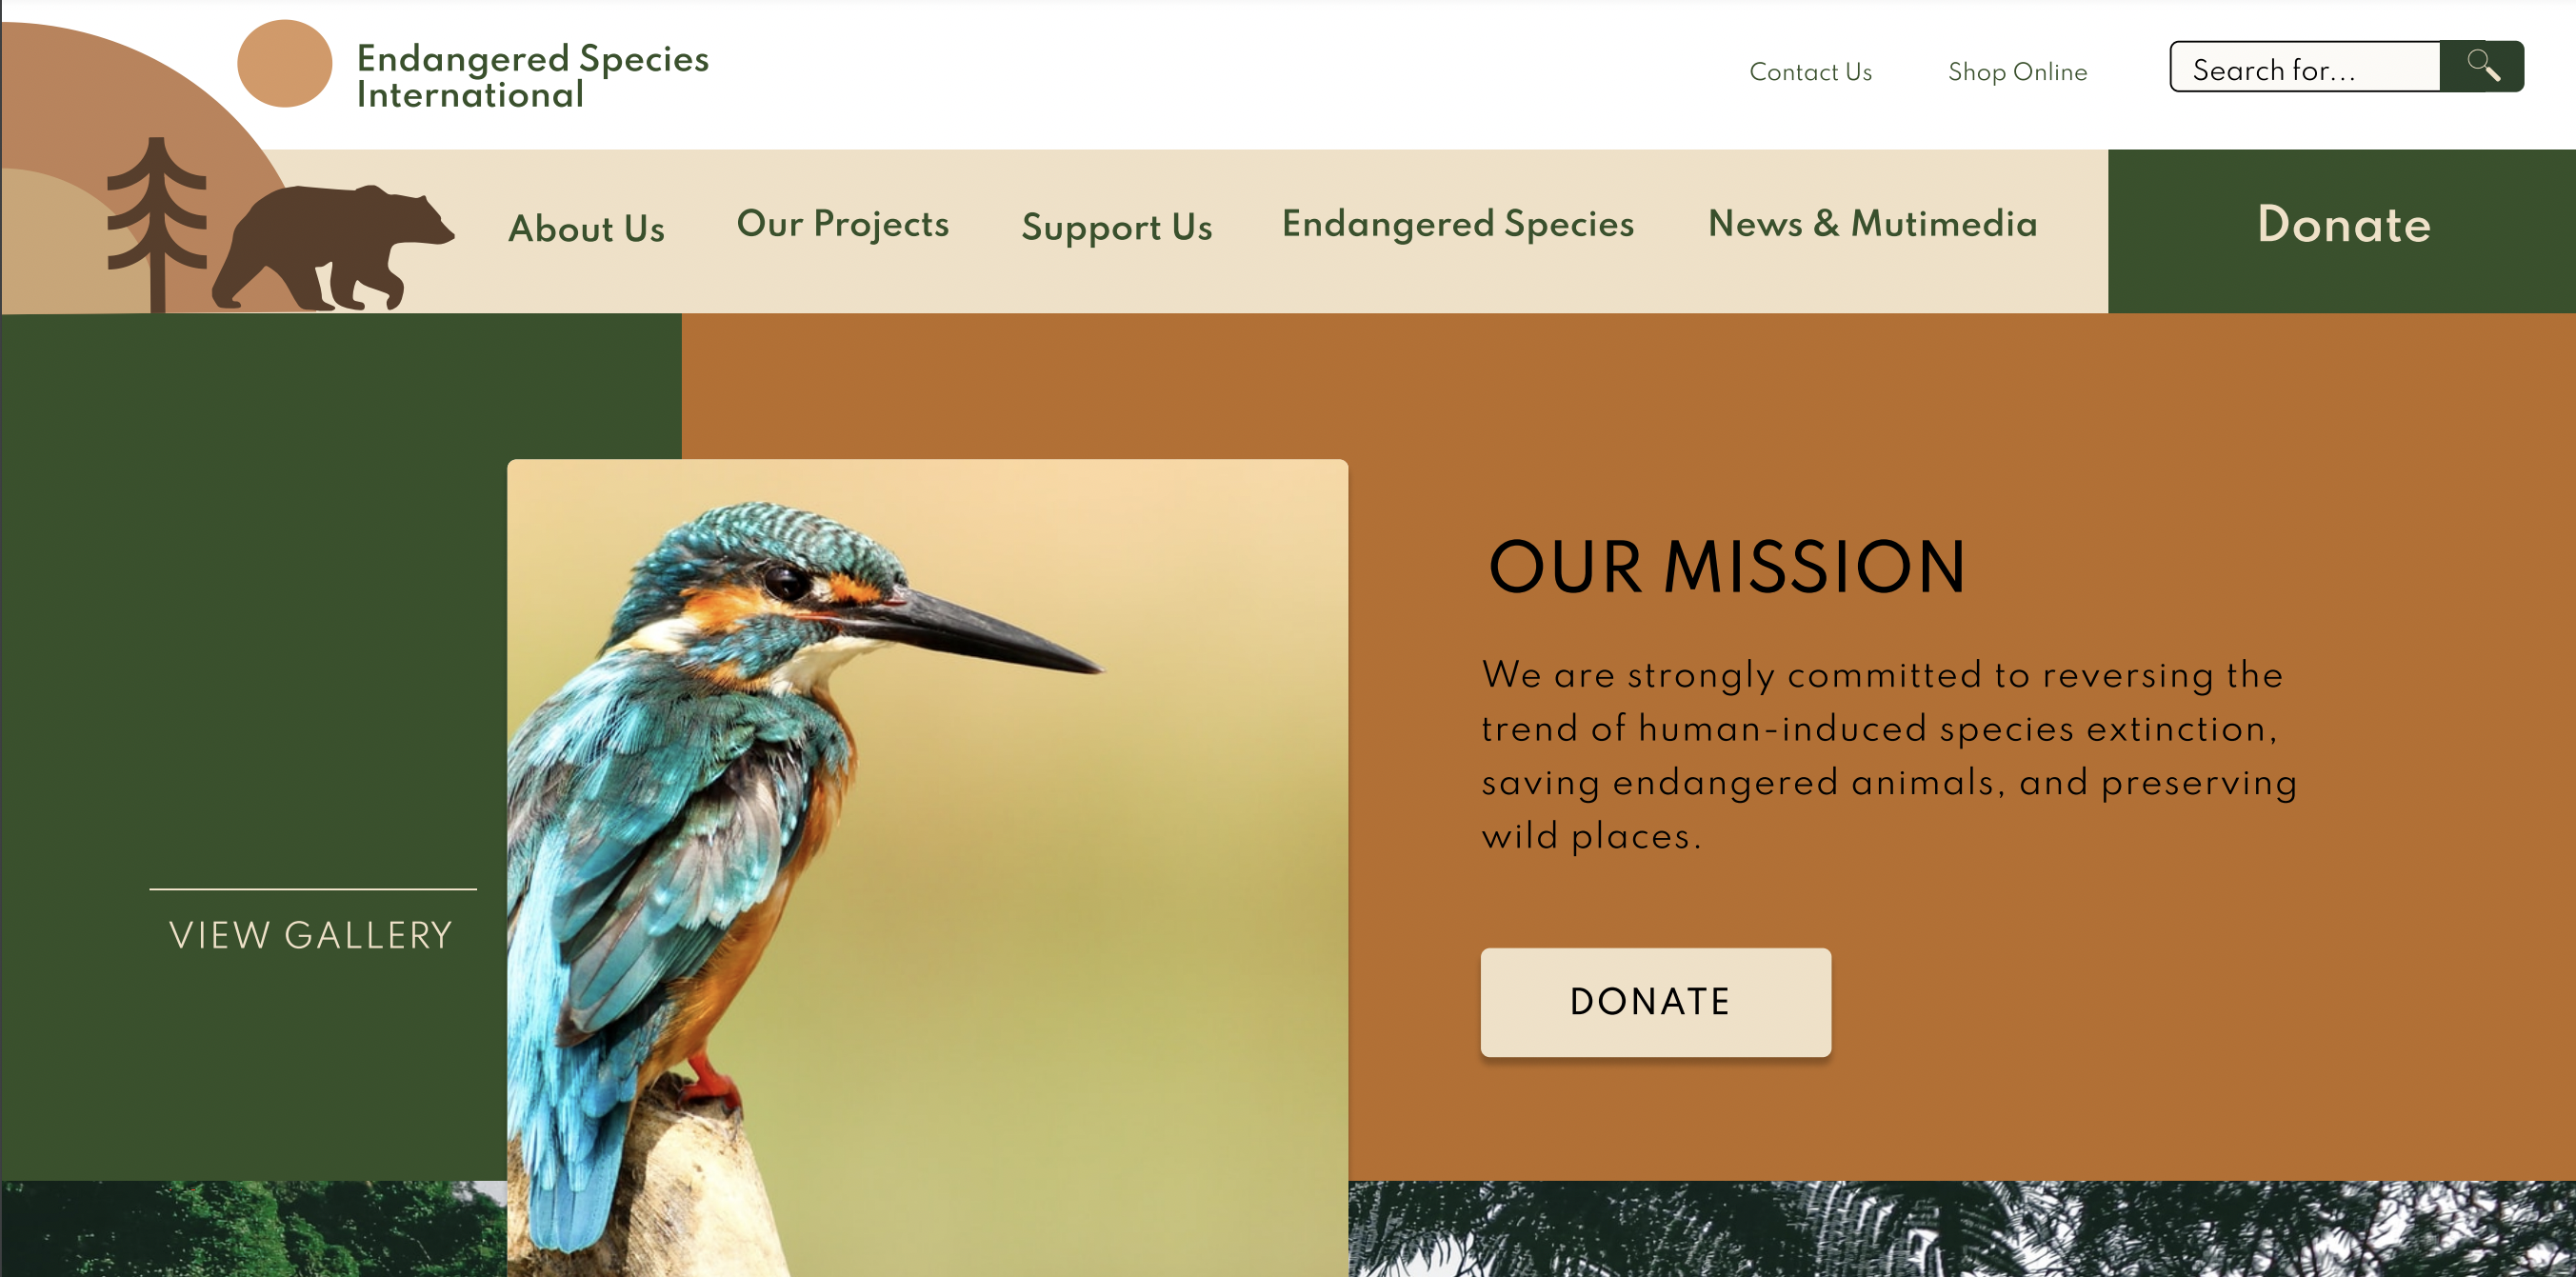 Endangered Species
International
Contact Us
Shop Online
Search for...
About Us
Our Projects
Support Us
Endangered Species
News & Mutimedia
Donate
OUR MISSION
We are strongly committed to reversing the
trend of human-induced species extinction,
saving endangered animals, and preserving
wild places.
VIEW GALLERY
DONATE